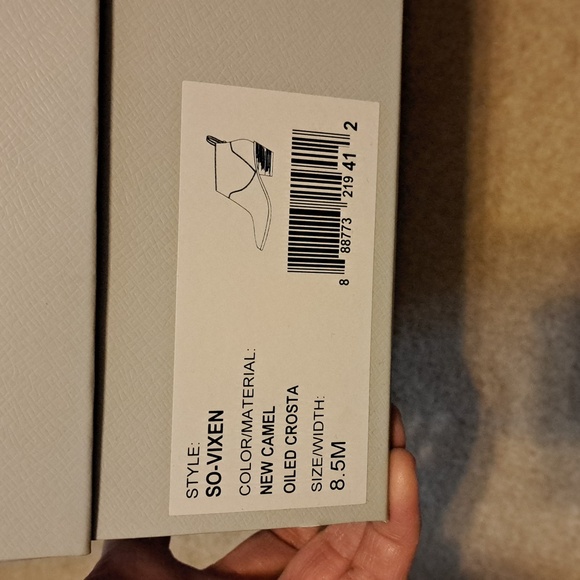 STYLE:
SO-VIXEN
COLOR/MATERIAL:
NEW CAMEL
OILED CROSTA
SIZE/WIDTH:
8.5M
8 88773 219 41 2